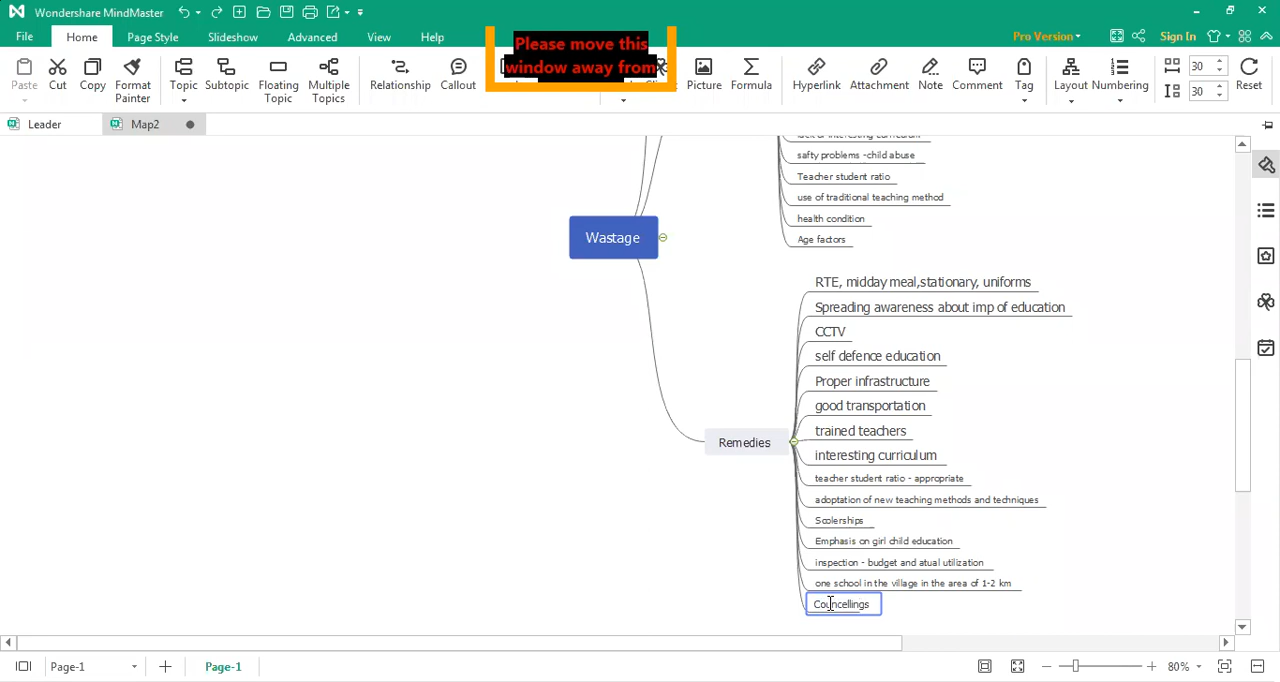 Wondershare MindMaster
File Home Page Style Slideshow Advanced View Help
Pro Version Sign In
Please move this
window away from
Paste Cut Copy Format Painter Topic Subtopic Floating Topic Multiple Topics Relationship Callout Picture Formula Hyperlink Attachment Note Comment Tag Layout Numbering 30 30 Reset
Leader Map2
safty problems -child abuse
Teacher student ratio
use of traditional teaching method
health condition
Age factors
Wastage
RTE, midday meal,stationary, uniforms
Spreading awareness about imp of education
CCTV
self defence education
Proper infrastructure
good transportation
trained teachers
Remedies
interesting curriculum
teacher student ratio - appropriate
adoptation of new teaching methods and techniques
Scolerships
Emphasis on girl child education
inspection - budget and atual utilization
one school in the village in the area of 1-2 km
Councellings
Page-1 Page-1 80%